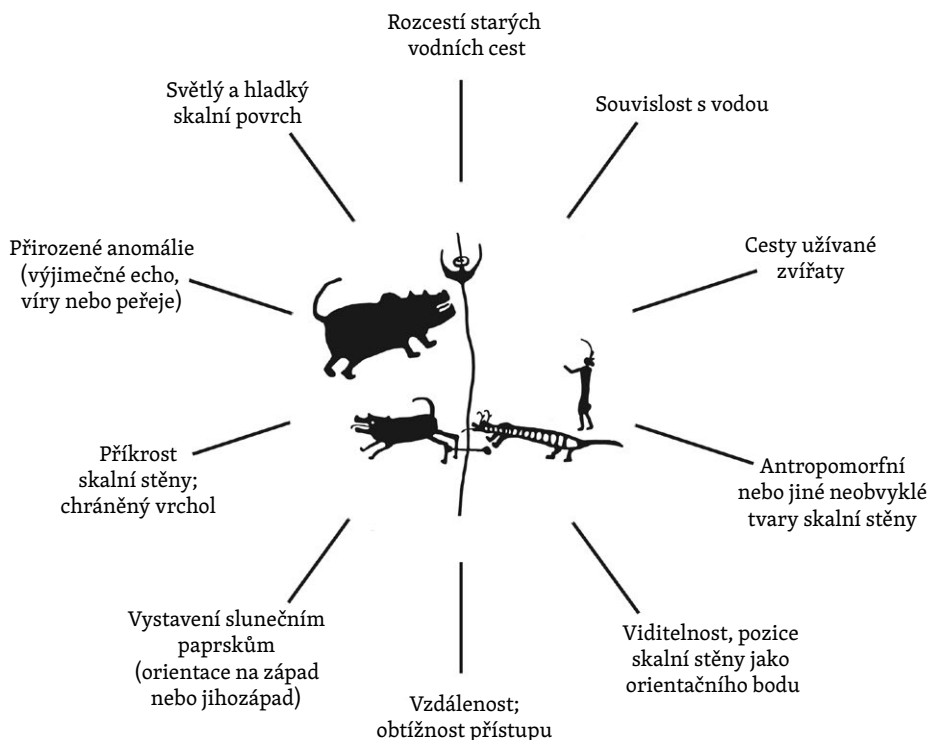 Rozcestí starých
vodních cest
Souvislost s vodou
Cesty užívané
zvířaty
Antropomorfní
nebo jiné neobvyklé
tvary skalní stěny
Viditelnost, pozice
skalní stěny jako
orientačního bodu
Vzdálenost;
obtížnost přístupu
Vystavení slunečním
paprskům
(orientace na západ
nebo jihozápad)
Příkrost
skalní stěny;
chráněný vrchol
Přirozené anomálie
(výjimečné echo,
víry nebo peřeje)
Světlý a hladký
skalní povrch